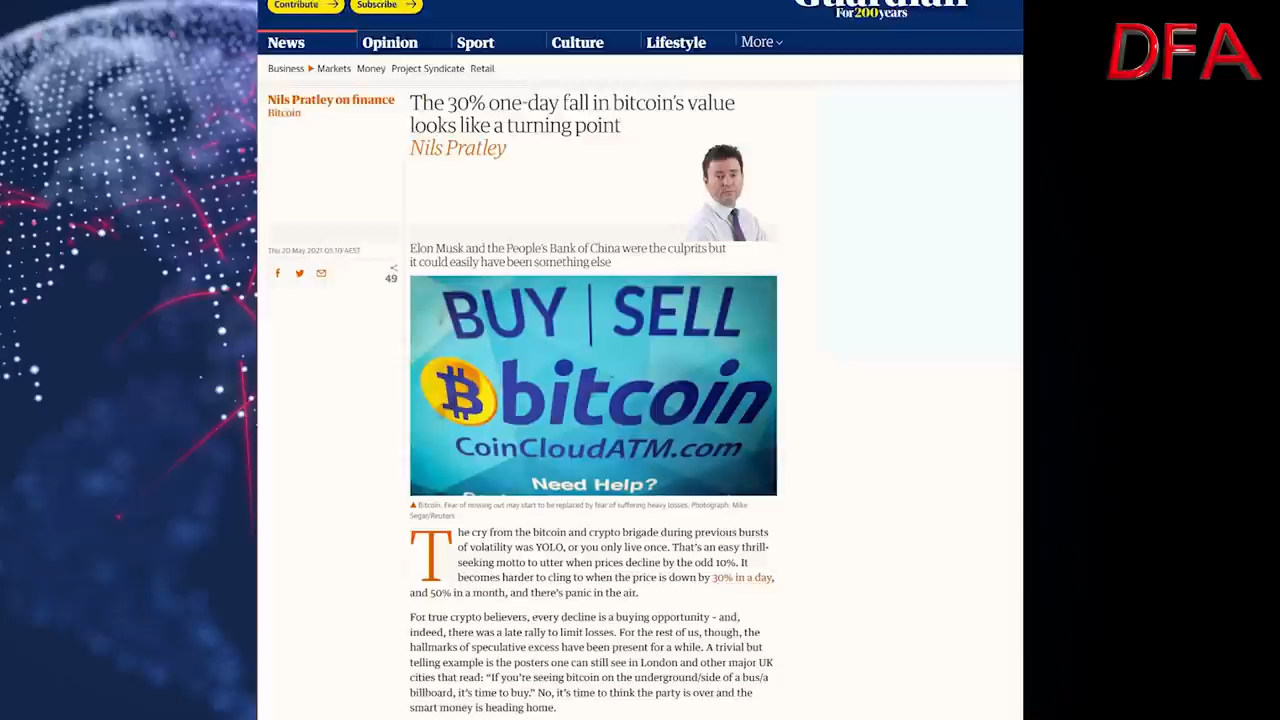 Contribute →
Subscribe →
Guardian
For 200 years
DFA
News
Opinion
Sport
Culture
Lifestyle
More
Business
Markets
Money
Project Syndicate
Retail
Nils Pratley on finance
Bitcoin
The 30% one-day fall in bitcoin's value
looks like a turning point
Nils Pratley
Thu 20 May 2021 05.10 AEST
49
Elon Musk and the People's Bank of China were the culprits but
it could easily have been something else
BUY | SELL
bitcoin
CoinCloudATM.com
Need Help?
Bitcoin. Fear of missing out may start to be replaced by fear of suffering heavy losses. Photograph: Mike
Segar/Reuters
The cry from the bitcoin and crypto brigade during previous bursts
of volatility was YOLO, or you only live once. That's an easy thrill-
seeking motto to utter when prices decline by the odd 10%. It
becomes harder to cling to when the price is down by 30% in a day,
and 50% in a month, and there's panic in the air.
For true crypto believers, every decline is a buying opportunity – and,
indeed, there was a late rally to limit losses. For the rest of us, though, the
hallmarks of speculative excess have been present for a while. A trivial but
telling example is the posters one can still see in London and other major UK
cities that read: “If you're seeing bitcoin on the underground/side of a bus/a
billboard, it's time to buy.” No, it's time to think the party is over and the
smart money is heading home.